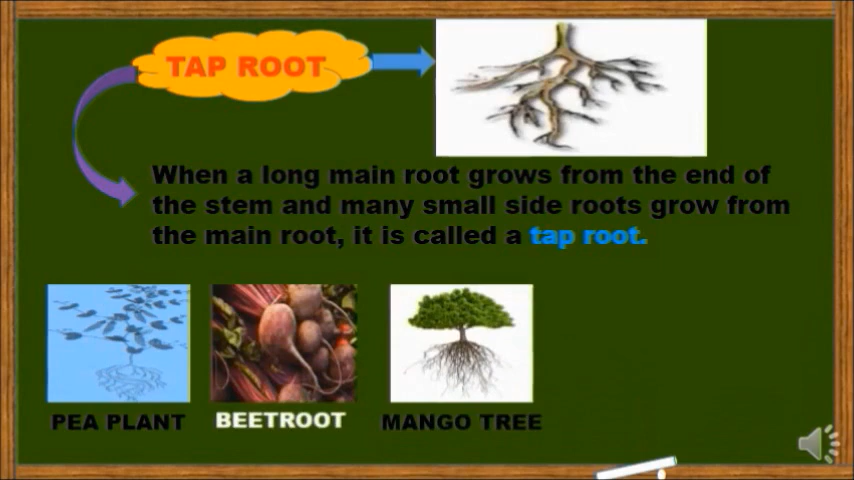 TAP ROOT
When a long main root grows from the end of
the stem and many small side roots grow from
the main root, it is called a tap root.
PEA PLANT
BEETROOT
MANGO TREE